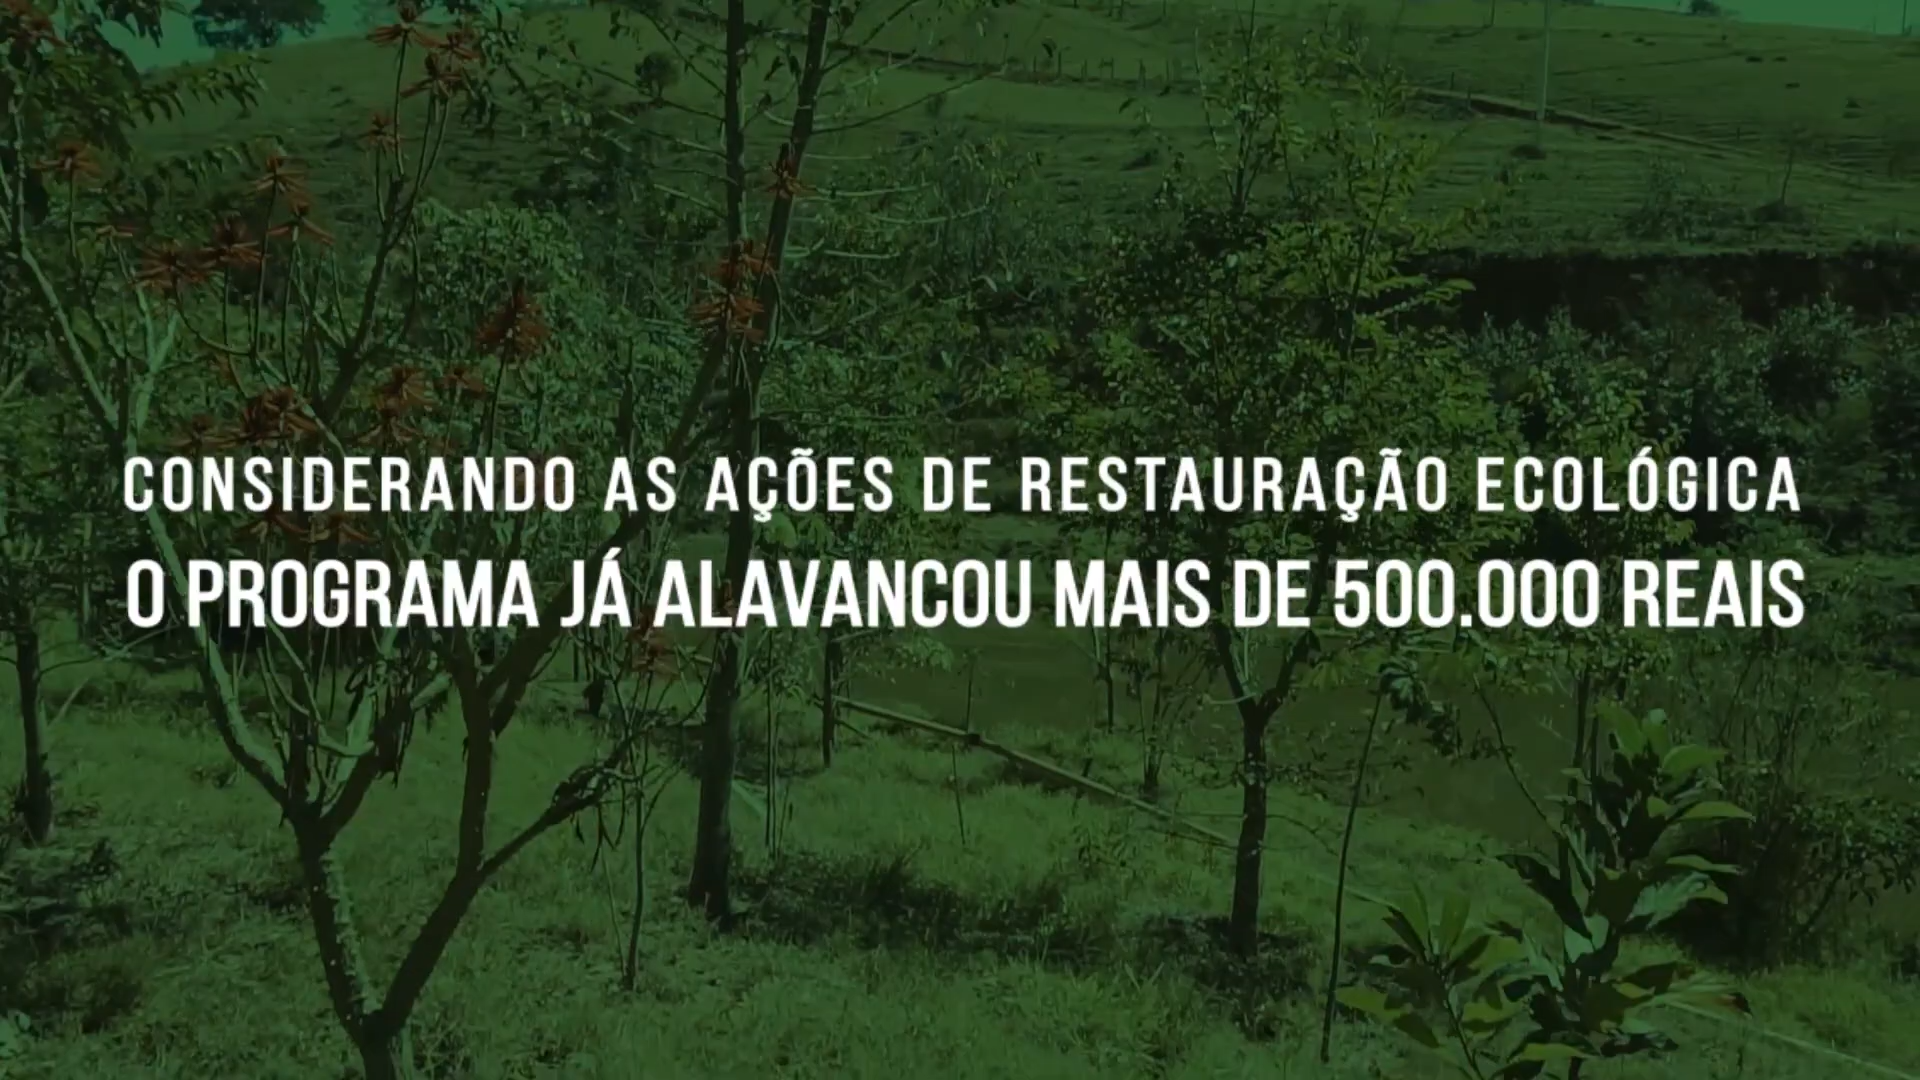 CONSIDERANDO AS AÇÕES DE RESTAURAÇÃO ECOLÓGICA
O PROGRAMA JÁ ALAVANCOU MAIS DE 500.000 REAIS